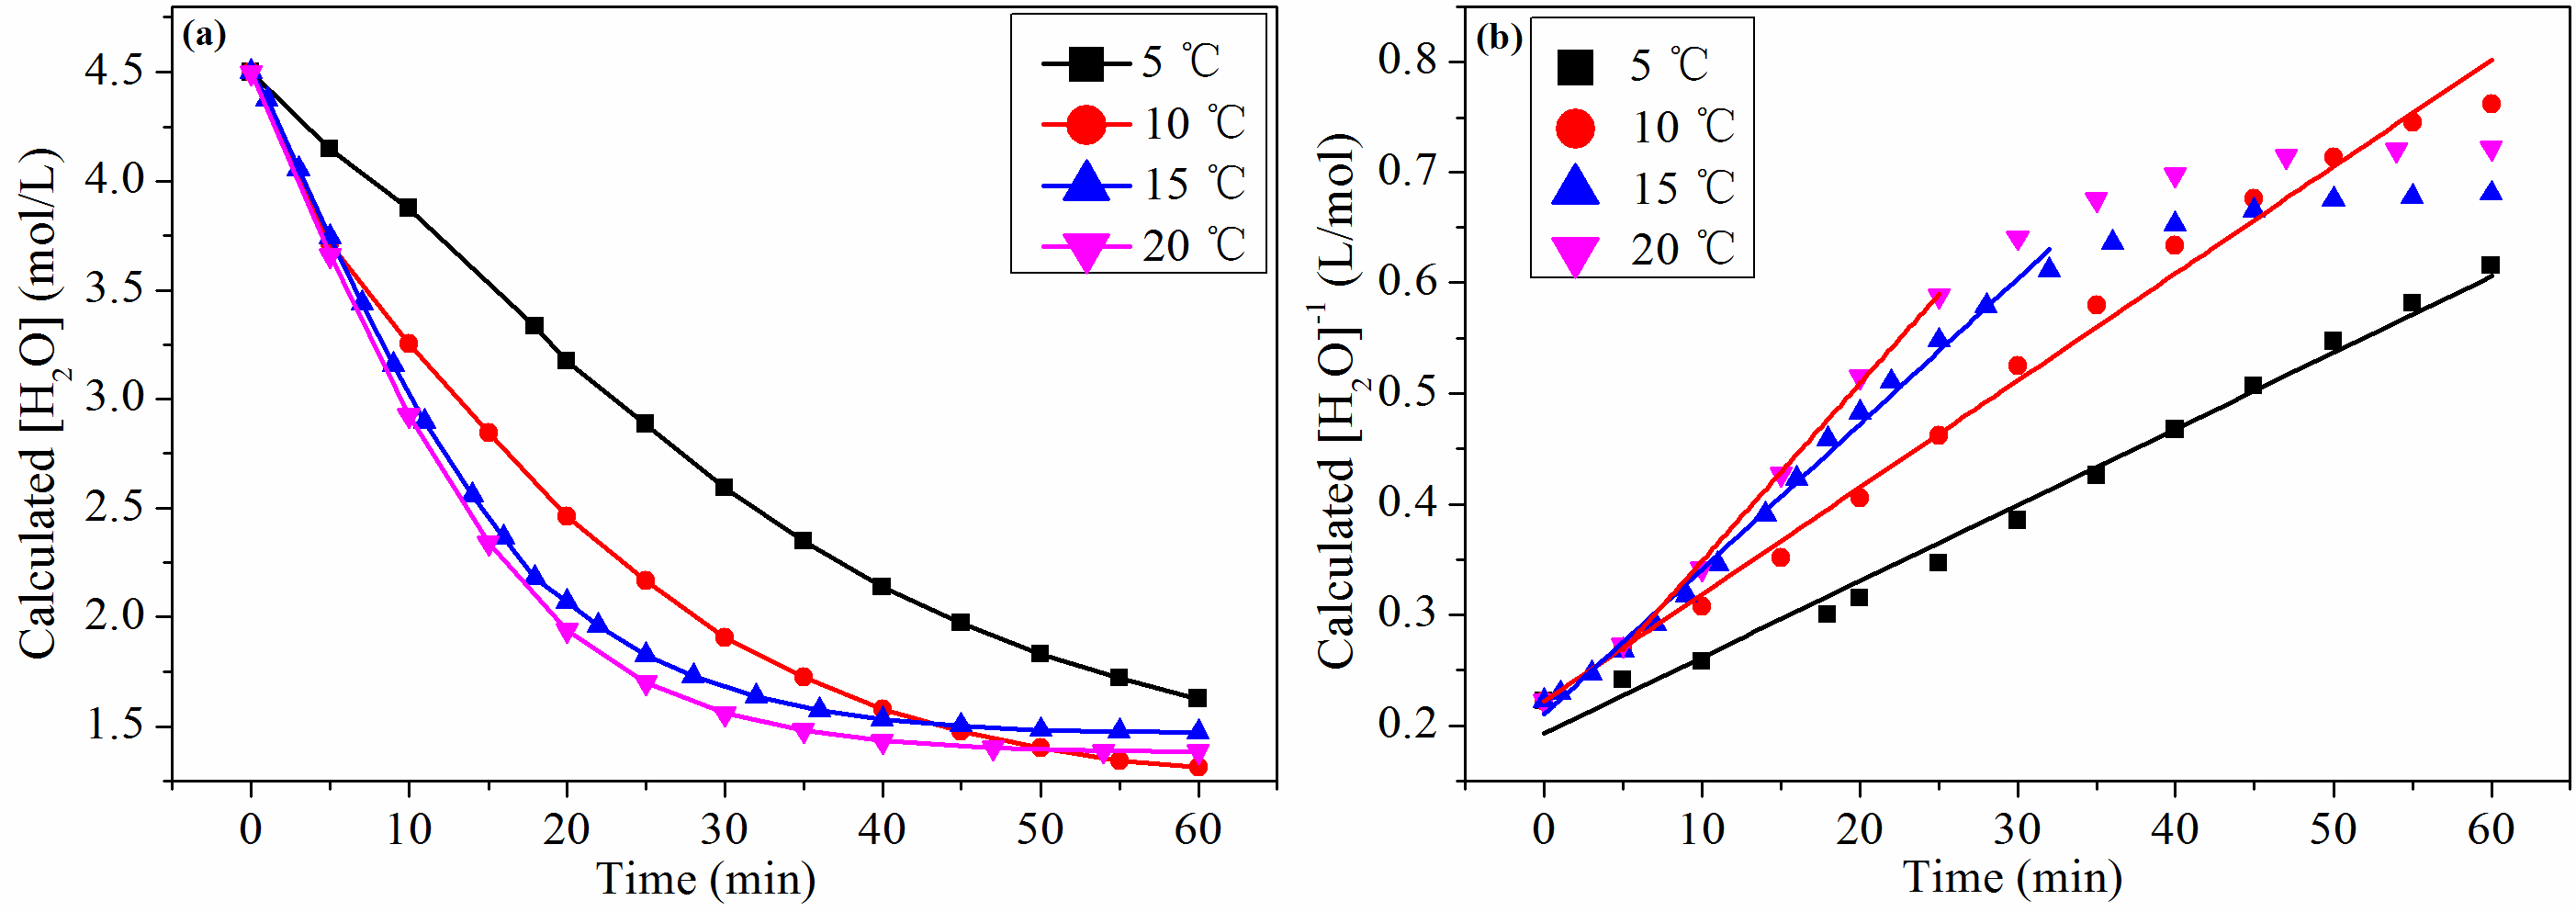 (a)
5 ℃
10 ℃
15 ℃
20 ℃
4.5
4.0
3.5
3.0
2.5
2.0
1.5
Calculated [H₂O] (mol/L)
0 10 20 30 40 50 60
Time (min)
(b)
5 ℃
10 ℃
15 ℃
20 ℃
0.8
0.7
0.6
0.5
0.4
0.3
0.2
Calculated [H₂O]⁻¹ (L/mol)
0 10 20 30 40 50 60
Time (min)